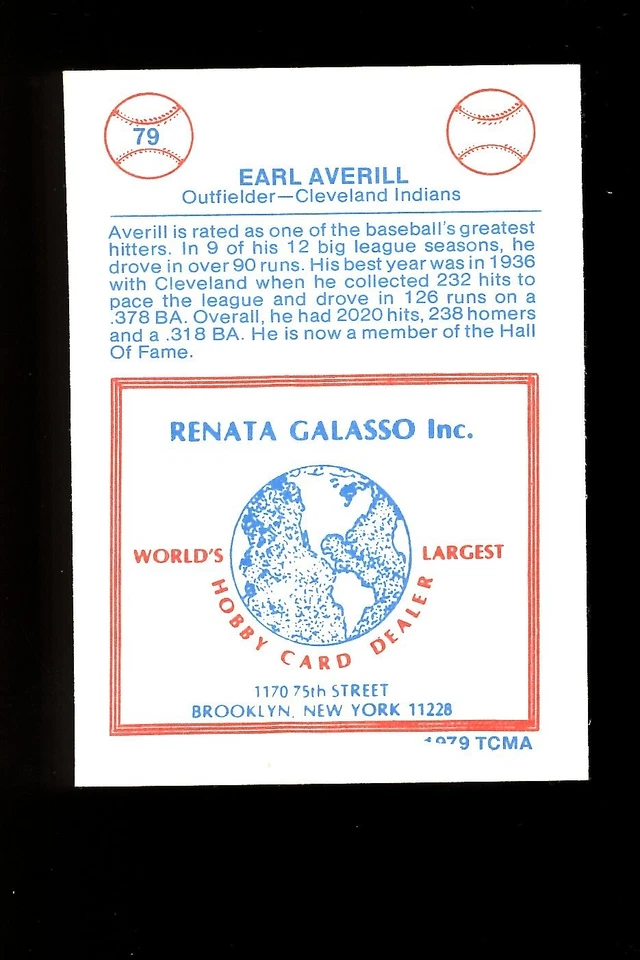 79
EARL AVERILL
Outfielder—Cleveland Indians
Averill is rated as one of the baseball's greatest
hitters. In 9 of his 12 big league seasons, he
drove in over 90 runs. His best year was in 1936
with Cleveland when he collected 232 hits to
pace the league and drove in 126 runs on a
.378 BA. Overall, he had 2020 hits, 238 homers
and a .318 BA. He is now a member of the Hall
Of Fame.
RENATA GALASSO Inc.
WORLD'S LARGEST
HOBBY CARD DEALER
1170 75th STREET
BROOKLYN, NEW YORK 11228
1979 TCMA